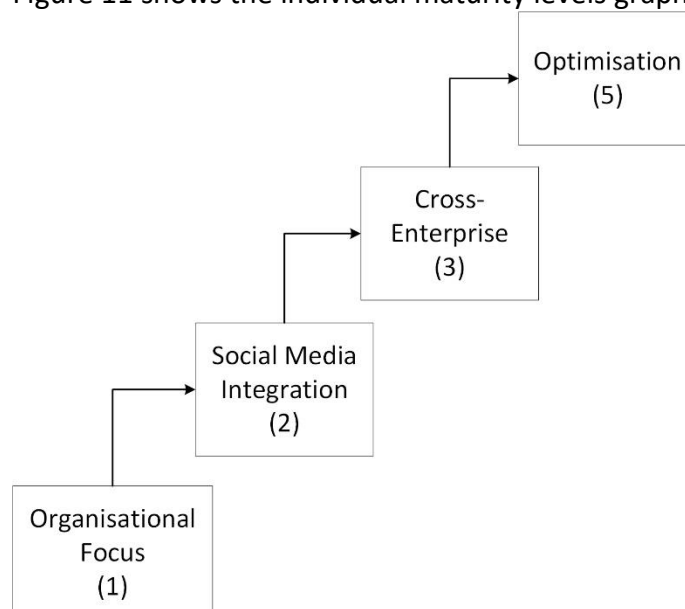 Figure 11 shows the individual maturity levels graph
Optimisation
(5)
Cross-
Enterprise
(3)
Social Media
Integration
(2)
Organisational
Focus
(1)